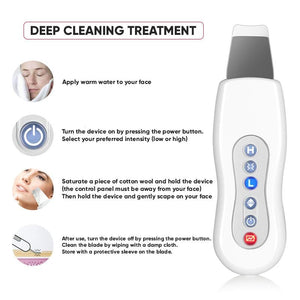 DEEP CLEANING TREATMENT
Apply warm water to your face
Turn the device on by pressing the power button.
Select your preferred intensity (low or high)
Saturate a piece of cotton wool and hold the device
(the control panel must be away from your face)
Then hold the device and gently scape on your face
After use, turn the device off by pressing the power button.
Clean the blade by wiping with a damp cloth.
Store with a protective sleeve on the blade.
H
L